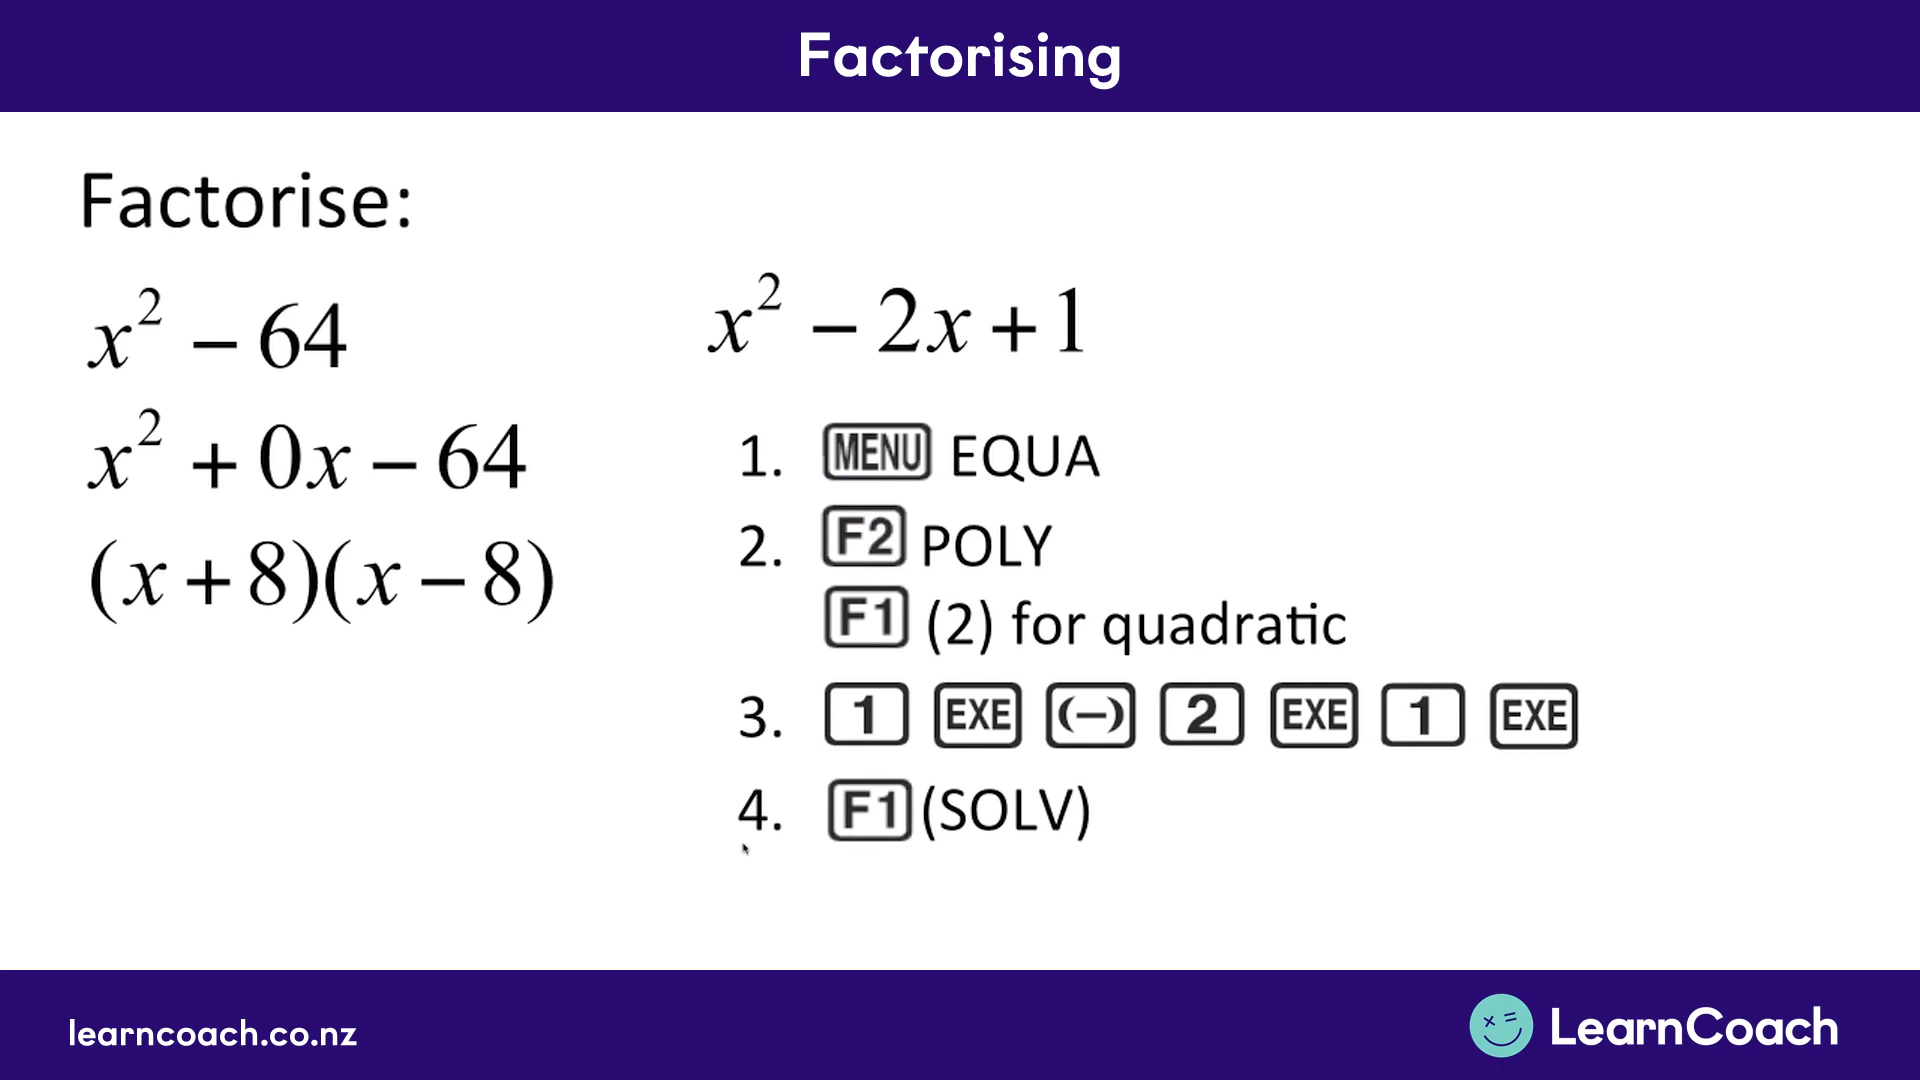 Factorising
Factorise:
x² − 64
x² + 0x − 64
(x + 8)(x − 8)
x² − 2x + 1
1. MENU EQUA
2. F2 POLY
F1 (2) for quadratic
3. 1 EXE (−) 2 EXE 1 EXE
4. F1 (SOLV)
learncoach.co.nz
LearnCoach